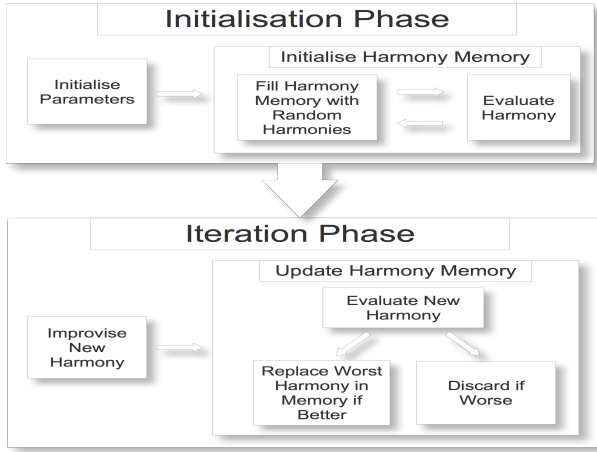 Initialisation Phase
Initialise Harmony Memory
Initialise
Parameters
Fill Harmony
Memory with
Random
Harmonies
Evaluate
Harmony
Iteration Phase
Update Harmony Memory
Evaluate New
Harmony
Improvise
New
Harmony
Replace Worst
Harmony in
Memory if
Better
Discard if
Worse